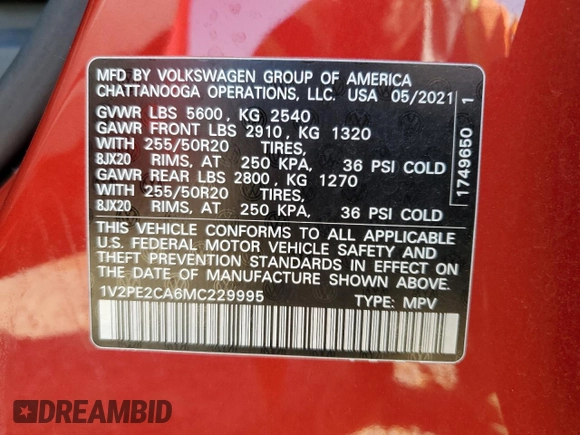 MFD BY VOLKSWAGEN GROUP OF AMERICA
CHATTANOOGA OPERATIONS, LLC. USA 05/2021
GVWR LBS 5600, KG 2540
GAWR FRONT LBS 2910, KG 1320
WITH 255/50R20 TIRES,
8JX20 RIMS, AT 250 KPA, 36 PSI COLD
GAWR REAR LBS 2800, KG 1270
WITH 255/50R20 TIRES,
8JX20 RIMS, AT 250 KPA, 36 PSI COLD
THIS VEHICLE CONFORMS TO ALL APPLICABLE
U.S. FEDERAL MOTOR VEHICLE SAFETY AND
THEFT PREVENTION STANDARDS IN EFFECT ON
THE DATE OF MANUFACTURE SHOWN ABOVE.
1V2PE2CA6MC229995 TYPE: MPV
1749650 1
DREAMBID